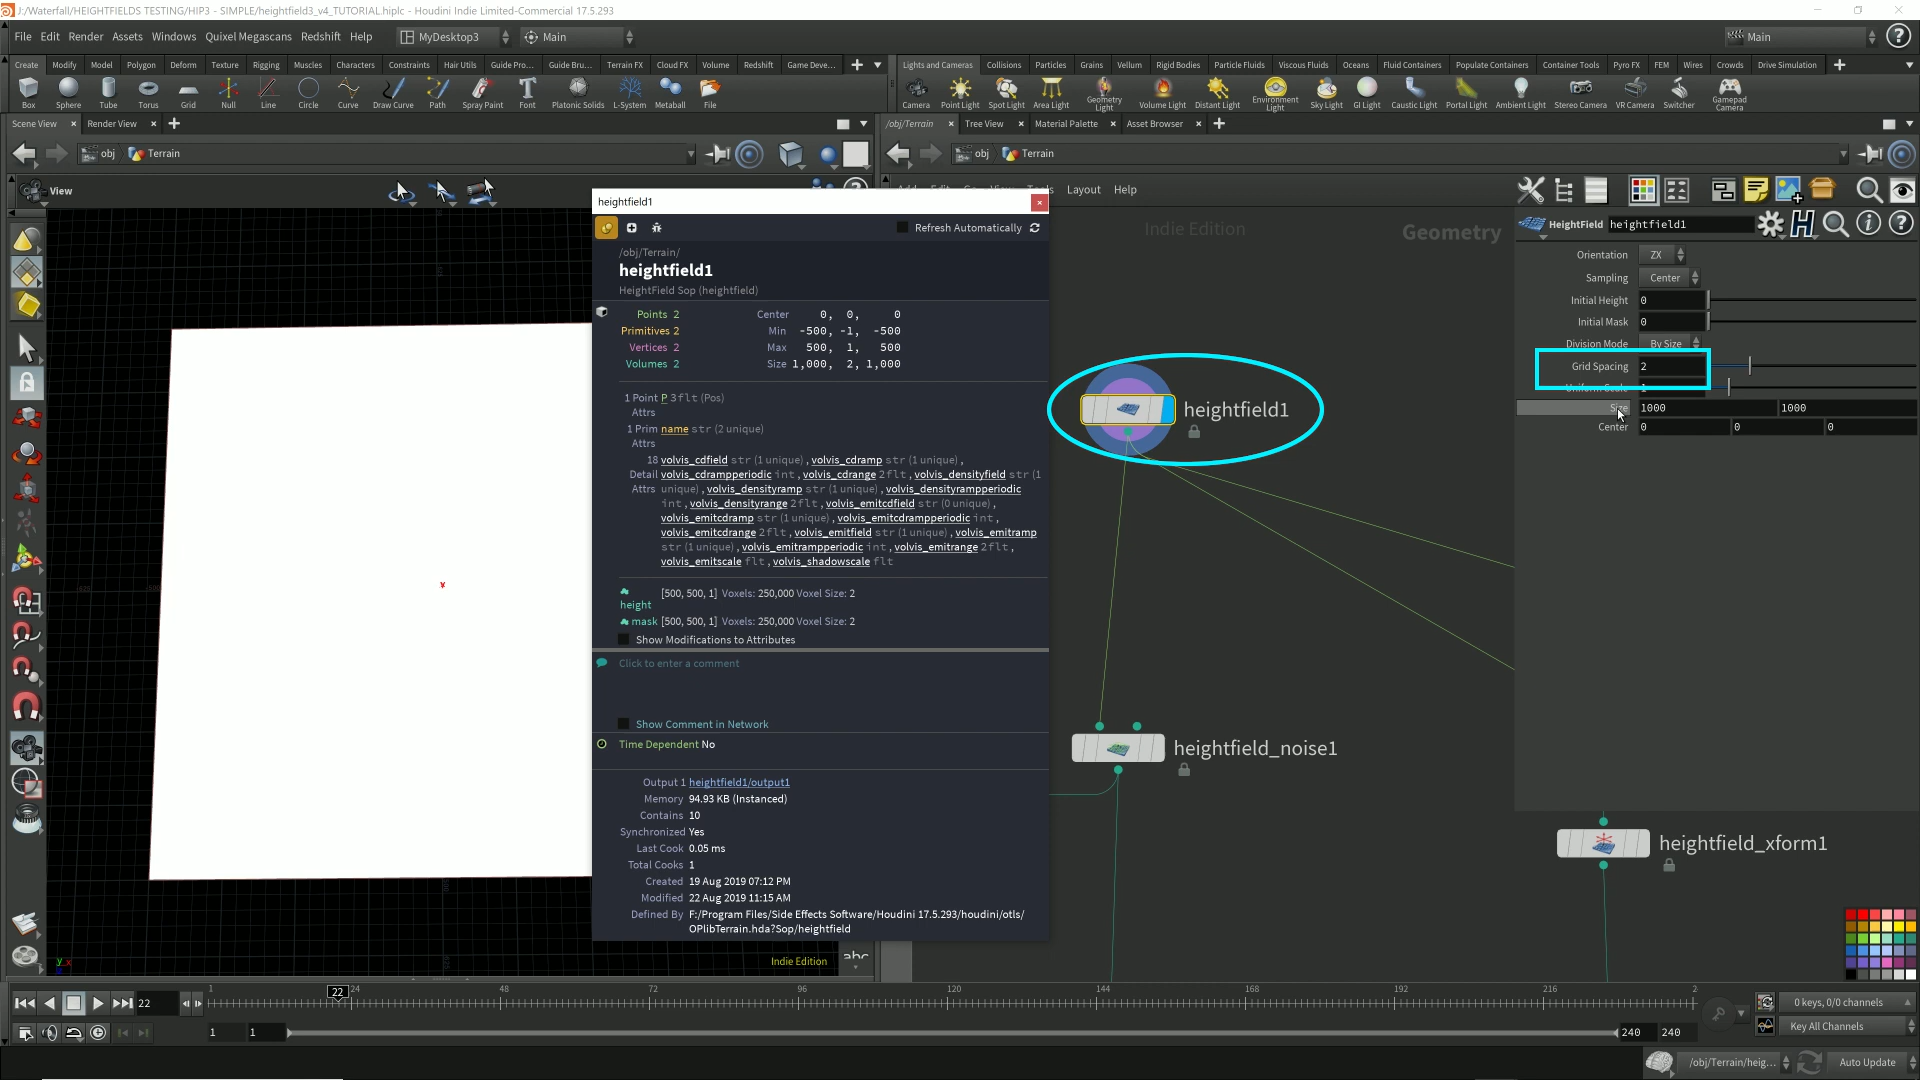 J:/Waterfall/HEIGHTFIELDS TESTING/HIP3 - SIMPLE/heightfield3_v4_TUTORIAL.hiplc - Houdini Indie Limited-Commercial 17.5.293
File Edit Render Assets Windows Quixel Megascans Redshift Help MyDesktop3 Main Main
Create Modify Model Polygon Deform Texture Rigging Muscles Characters Constraints Hair Utils Guide Pro... Guide Bru... Terrain FX Cloud FX Volume Redshift Game Deve...
Lights and Cameras Collisions Particles Grains Vellum Rigid Bodies Particle Fluids Viscous Fluids Oceans Fluid Containers Populate Containers Container Tools Pyro FX FEM Wires Crowds Drive Simulation
Box Sphere Tube Torus Grid Null Line Circle Curve Draw Curve Path Spray Paint Font Platonic Solids L-System Metaball File
Camera Point Light Spot Light Area Light Geometry Light Volume Light Distant Light Environment Light Sky Light GI Light Caustic Light Portal Light Ambient Light Stereo Camera VR Camera Switcher Gamepad Camera
Scene View Render View
/obj/Terrain Tree View Material Palette Asset Browser
obj Terrain
obj Terrain
View
Layout Help
heightfield1
Refresh Automatically
/obj/Terrain/
heightfield1
HeightField Sop (heightfield)
Points 2 Center 0, 0, 0
Primitives 2 Min -500, -1, -500
Vertices 2 Max 500, 1, 500
Volumes 2 Size 1,000, 2, 1,000
1 Point P 3flt (Pos)
Attrs
1 Prim name str (2 unique)
Attrs
18 volvis_cdfield str (1 unique), volvis_cdramp str (1 unique),
Detail volvis_cdrampperiodic int, volvis_cdrange 2flt, volvis_densityfield str (1
Attrs unique), volvis_densityramp str (1 unique), volvis_densityrampperiodic
int, volvis_densityrange 2flt, volvis_emitcdfield str (0 unique),
volvis_emitcdramp str (1 unique), volvis_emitcdrampperiodic int,
volvis_emitcdrange 2flt, volvis_emitfield str (1 unique), volvis_emitramp
str (1 unique), volvis_emitrampperiodic int, volvis_emitrange 2flt,
volvis_emitscale flt, volvis_shadowscale flt
height [500, 500, 1] Voxels: 250,000 Voxel Size: 2
mask [500, 500, 1] Voxels: 250,000 Voxel Size: 2
Show Modifications to Attributes
Click to enter a comment
Show Comment in Network
Time Dependent No
Output 1 heightfield1/output1
Memory 94.93 KB (Instanced)
Contains 10
Synchronized Yes
Last Cook 0.05 ms
Total Cooks 1
Created 19 Aug 2019 07:12 PM
Modified 22 Aug 2019 11:15 AM
Defined By F:/Program Files/Side Effects Software/Houdini 17.5.293/houdini/otls/
OPlibTerrain.hda?Sop/heightfield
Indie Edition
Indie Edition Geometry
heightfield1
heightfield_noise1
heightfield_xform1
HeightField heightfield1
Orientation ZX
Sampling Center
Initial Height 0
Initial Mask 0
Division Mode By Size
Grid Spacing 2
Uniform Scale 1
Size 1000 1000
Center 0 0 0
22 1 22 24 48 72 96 120 144 168 192 216 2
0 keys, 0/0 channels
1 1 240 240
Key All Channels
/obj/Terrain/heig... Auto Update